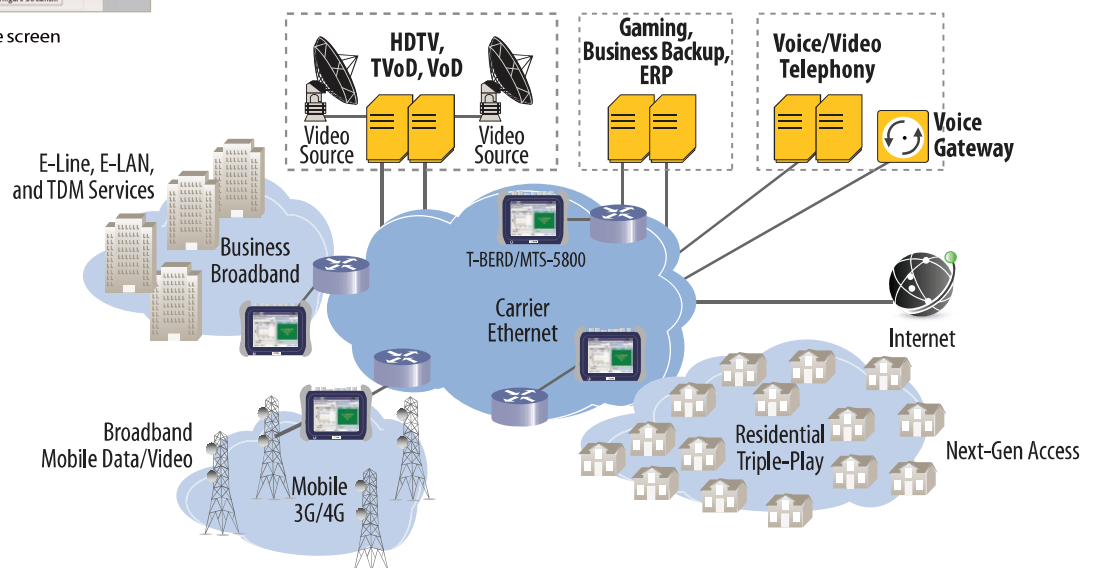 e screen
HDTV,
TVoD, VoD
Video
Source
Video
Source
Gaming,
Business Backup,
ERP
Voice/Video
Telephony
Voice
Gateway
E-Line, E-LAN,
and TDM Services
Business
Broadband
T-BERD/MTS-5800
Carrier
Ethernet
Internet
Broadband
Mobile Data/Video
Mobile
3G/4G
Residential
Triple-Play
Next-Gen Access